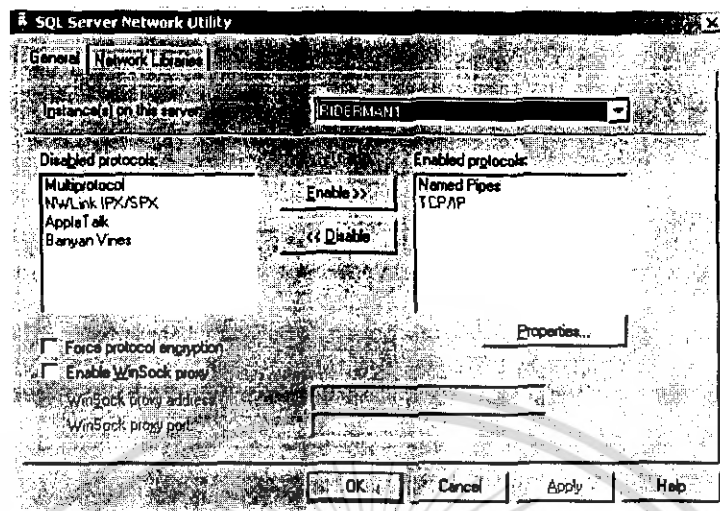 SQL Server Network Utility
General Network Libraries
Instance(s) on this server: RIDERMAN1
Disabled protocols: Enabled protocols:
Multiprotocol
NWLink IPX/SPX
AppleTalk
Banyan Vines
Enable >>
<< Disable
Named Pipes
TCP/IP
Properties...
Force protocol encryption
Enable WinSock proxy
WinSock proxy address:
WinSock proxy port:
OK Cancel Apply Help